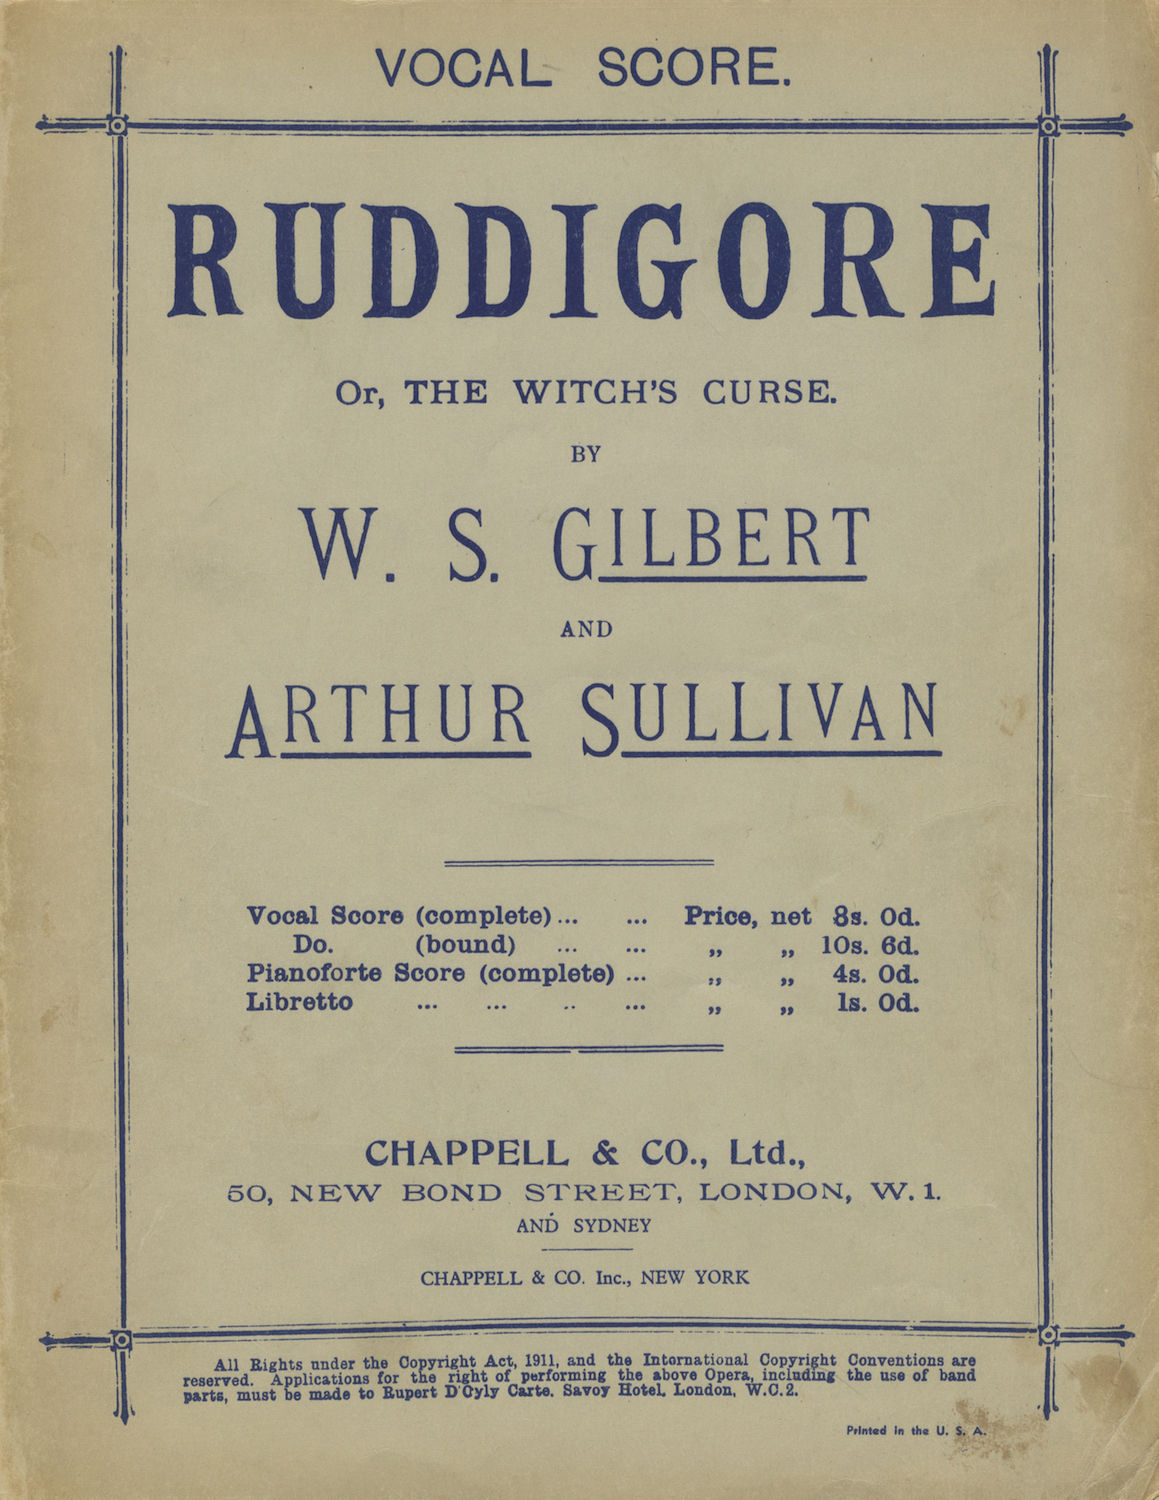 VOCAL SCORE.
RUDDIGORE
Or, THE WITCH'S CURSE.
BY
W. S. GILBERT
AND
ARTHUR SULLIVAN
Vocal Score (complete)... ... Price, net 8s. 0d.
Do. (bound) ... ... „ „ 10s. 6d.
Pianoforte Score (complete) ... „ „ 4s. 0d.
Libretto ... ... .. ... „ „ 1s. 0d.
CHAPPELL & CO., Ltd.,
50, NEW BOND STREET, LONDON, W. 1.
AND SYDNEY
CHAPPELL & CO. Inc., NEW YORK
All Rights under the Copyright Act, 1911, and the International Copyright Conventions are
reserved. Applications for the right of performing the above Opera, including the use of band
parts, must be made to Rupert D'Oyly Carte. Savoy Hotel, London, W.C.2.
Printed in the U. S. A.